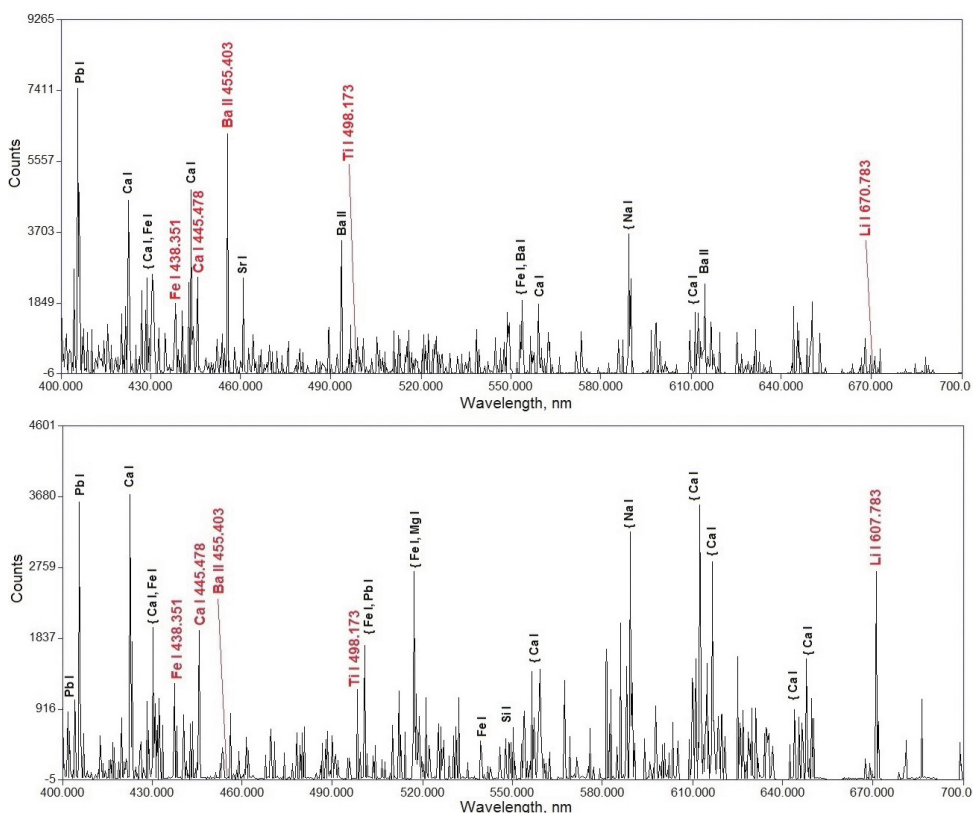 9265
7411
5557
3703
1849
-6
Counts
Pb I
Ca I
{ Ca I, Fe I
Fe I 438.351
Ca I
Ca I 445.478
Ba II 455.403
Sr I
Ba II
Ti I 498.173
{ Fe I, Ba I
Ca I
{ Na I
{ Ca I
Ba II
Li I 670.783
400.000 430.000 460.000 490.000 520.000 550.000 580.000 610.000 640.000 670.000 700.0
Wavelength, nm
4601
3680
2759
1837
916
-5
Counts
Pb I
Pb I
Ca I
{ Ca I, Fe I
Fe I 438.351
Ca I 445.478
Ba II 455.403
Ti I 498.173
{ Fe I, Pb I
{ Fe I, Mg I
Fe I
Si I
{ Ca I
{ Na I
{ Ca I
{ Ca I
{ Ca I
{ Ca I
Li I 607.783
400.000 430.000 460.000 490.000 520.000 550.000 580.000 610.000 640.000 670.000 700.0
Wavelength, nm